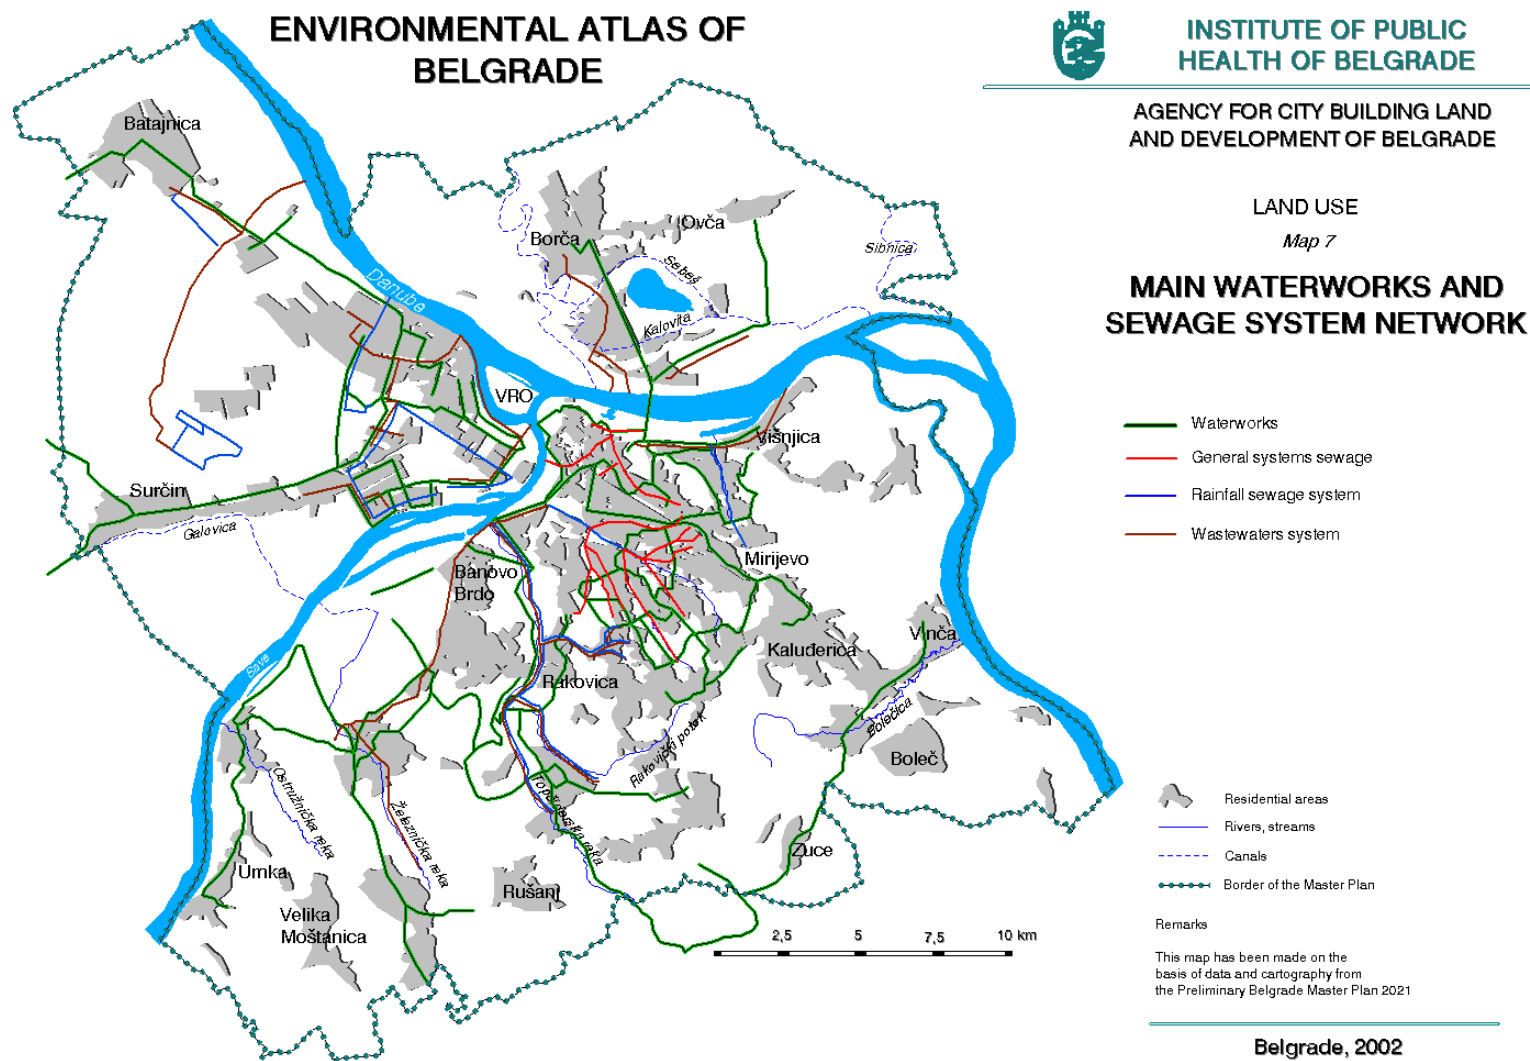 ENVIRONMENTAL ATLAS OF
BELGRADE
INSTITUTE OF PUBLIC
HEALTH OF BELGRADE
AGENCY FOR CITY BUILDING LAND
AND DEVELOPMENT OF BELGRADE
LAND USE
Map 7
MAIN WATERWORKS AND
SEWAGE SYSTEM NETWORK
Waterworks
General systems sewage
Rainfall sewage system
Wastewaters system
Batajnica
Borča
Ovča
Sibnica
Sebeš
Danube
Kalovita
VRO
Višnjica
Surčin
Galovica
Mirijevo
Banovo
Brdo
Vinča
Kaluđerica
Save
Rakovica
Bolečica
Rakovički potok
Boleč
Ostružnička reka
Železnička reka
Topčiderska reka
Zuce
Umka
Rušanj
Velika
Moštanica
2,5 5 7,5 10 km
Residential areas
Rivers, streams
Canals
Border of the Master Plan
Remarks
This map has been made on the
basis of data and cartography from
the Preliminary Belgrade Master Plan 2021
Belgrade, 2002